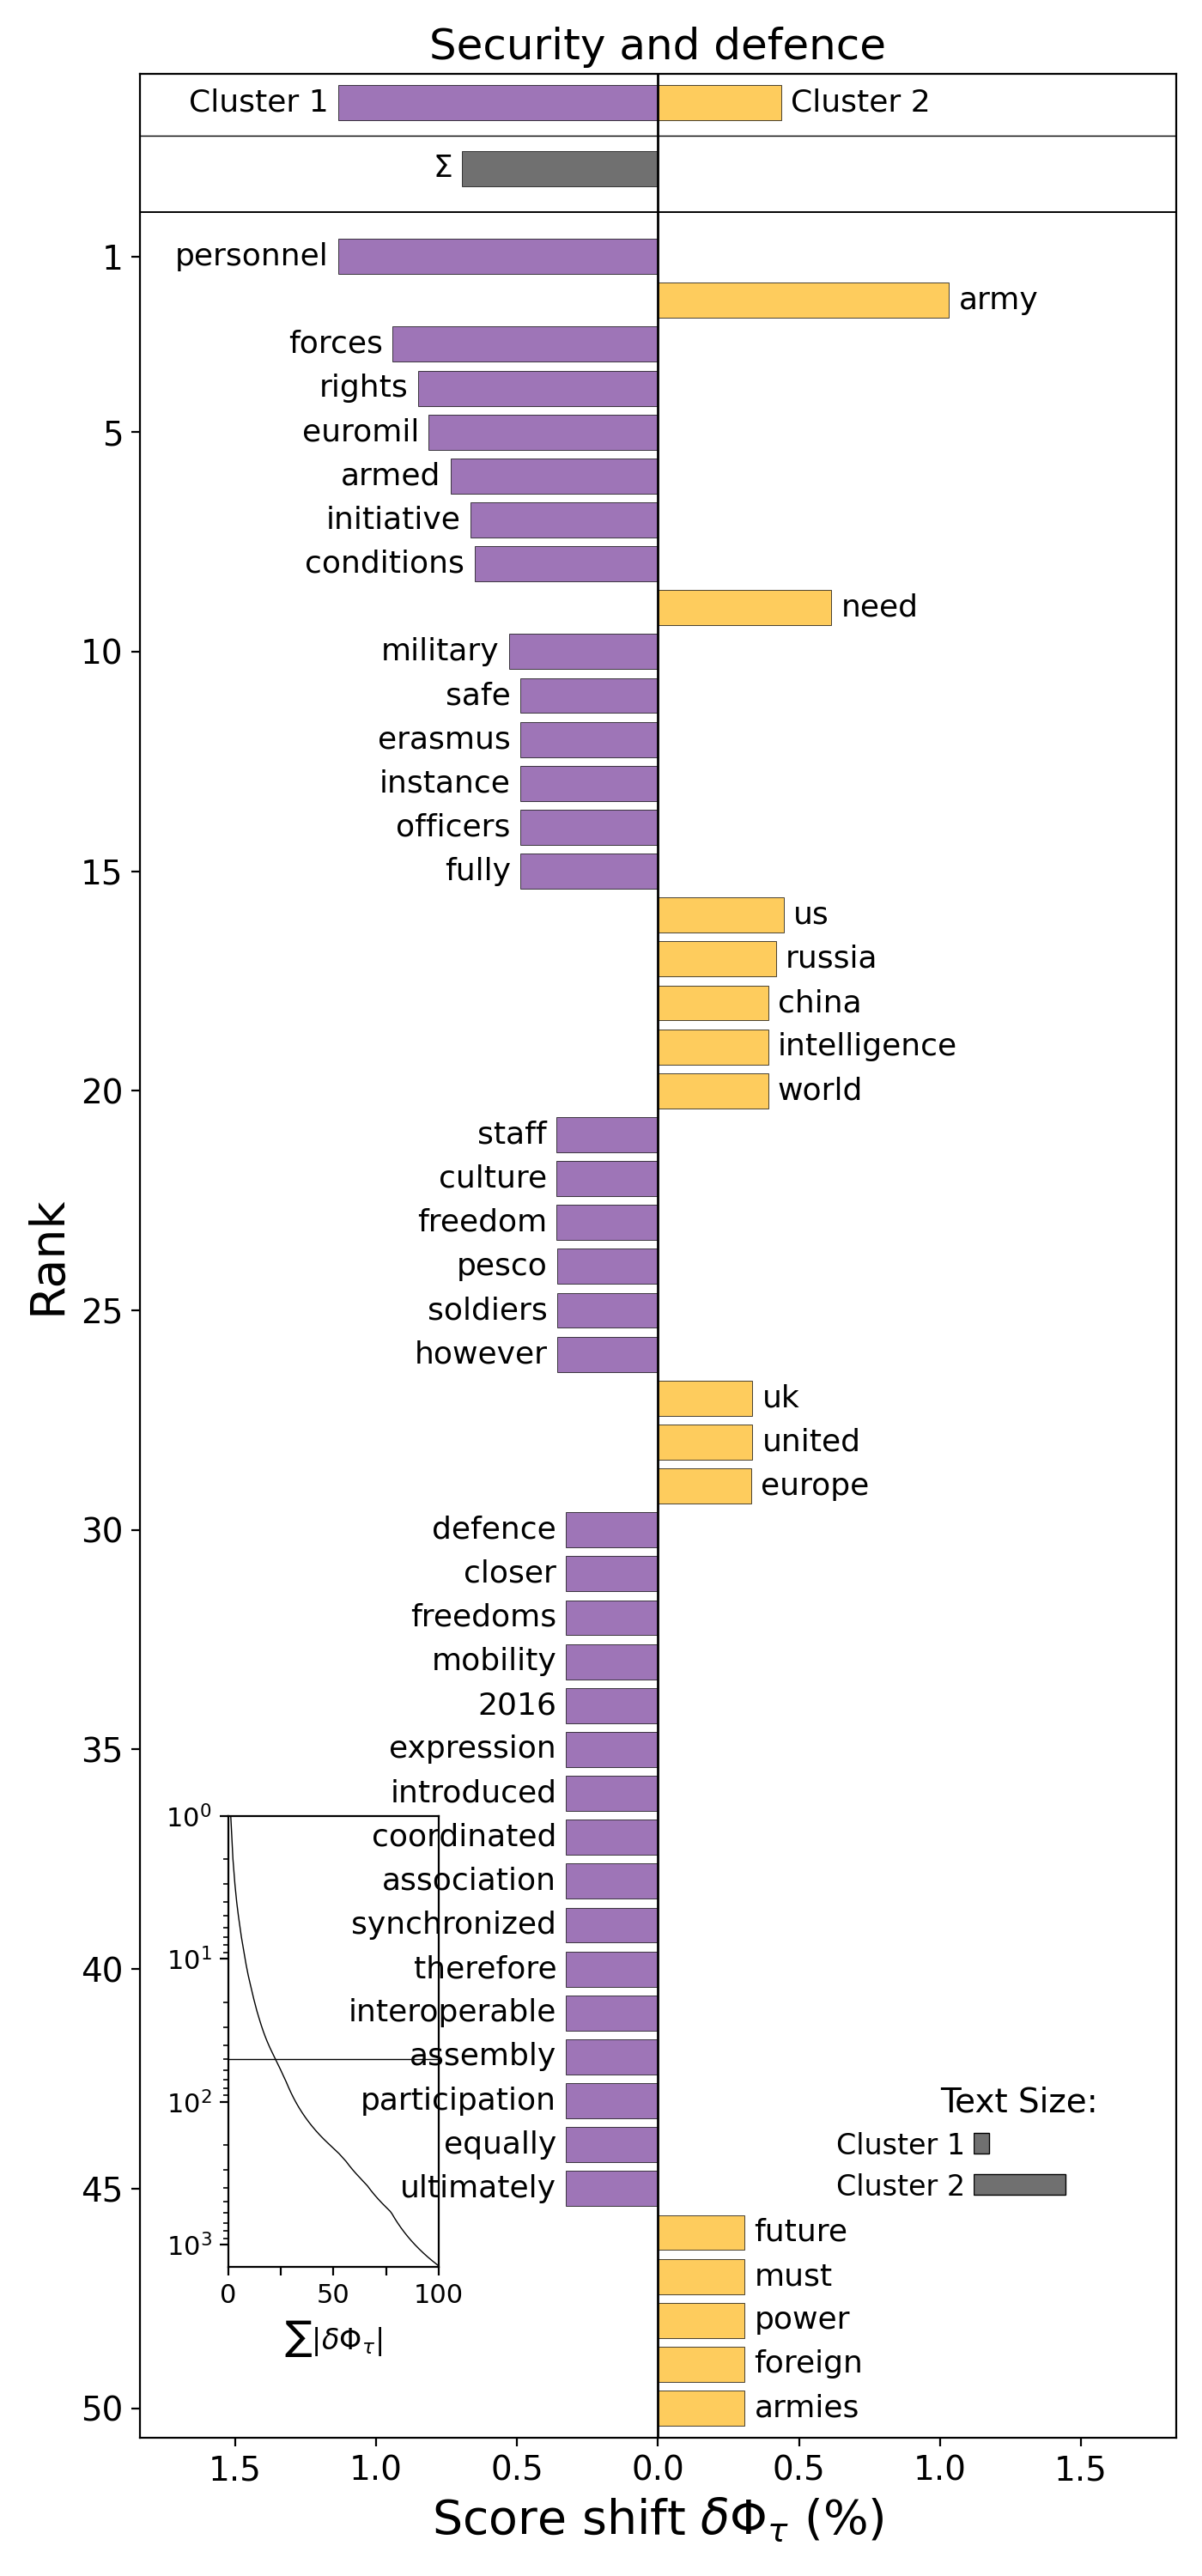 Security and defence
Cluster 1 Cluster 2
Σ
1 personnel
army
forces
rights
5 euromil
armed
initiative
conditions
need
10 military
safe
erasmus
instance
officers
15 fully
us
russia
china
intelligence
20 world
staff
culture
freedom
pesco
25 soldiers
however
uk
united
europe
30 defence
closer
freedoms
mobility
2016
35 expression
introduced
10⁰
coordinated
association
synchronized
10¹
40 therefore
interoperable
assembly
10² participation
Text Size:
equally
Cluster 1
45 ultimately
Cluster 2
future
10³
must
0 50 100
power
∑|δΦτ|
foreign
50 armies
Rank
1.5 1.0 0.5 0.0 0.5 1.0 1.5
Score shift δΦτ (%)